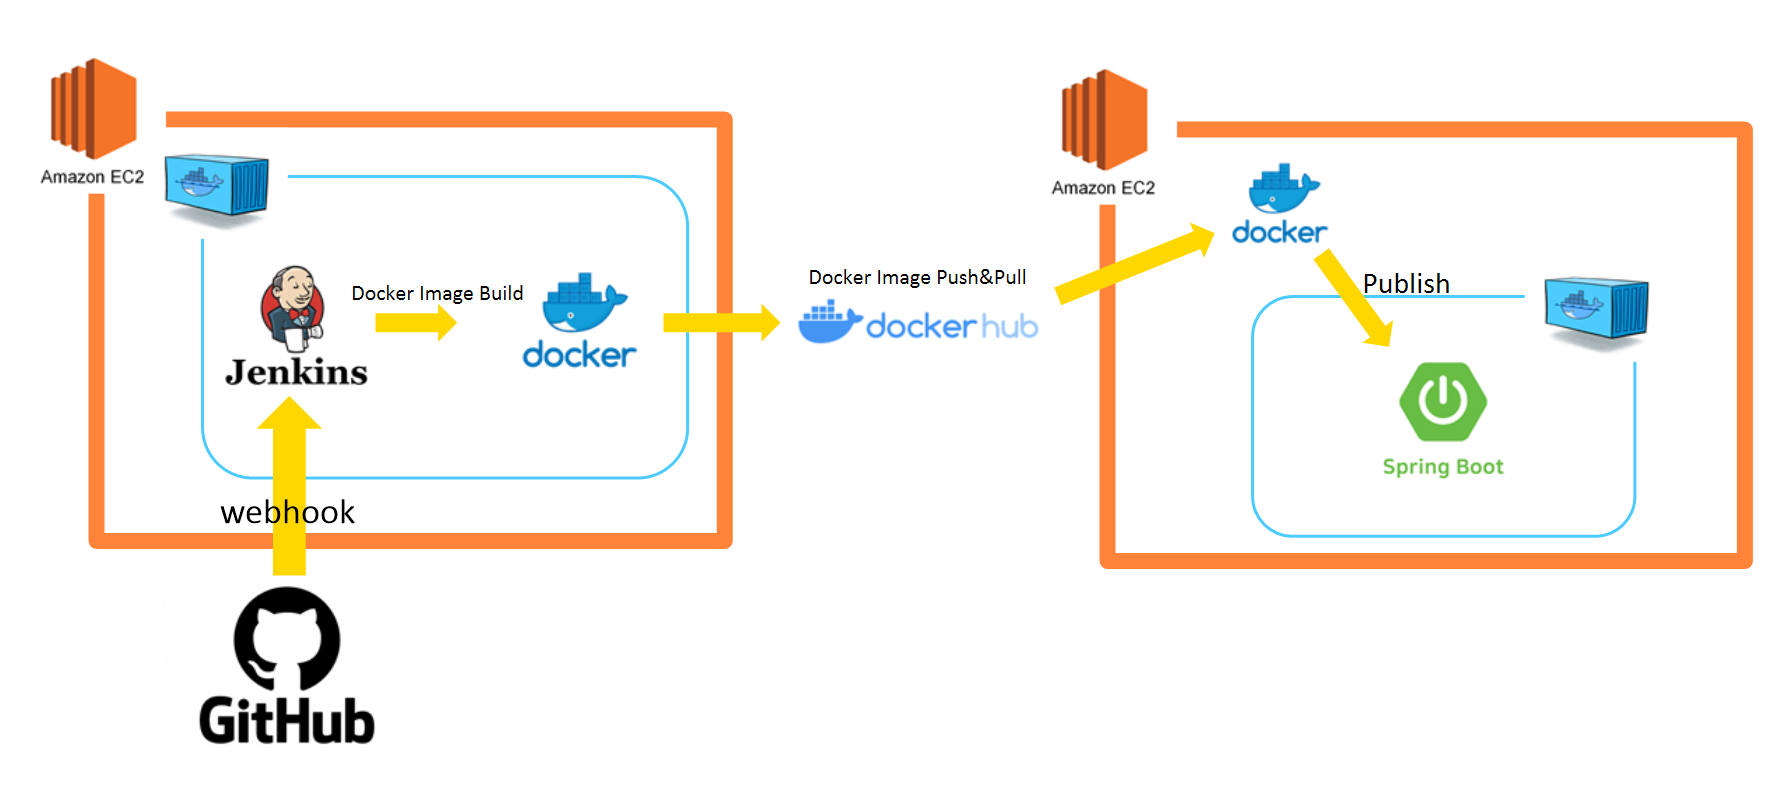 Amazon EC2
Jenkins
Docker Image Build
docker
webhook
GitHub
Docker Image Push&Pull
docker hub
Amazon EC2
docker
Publish
Spring Boot